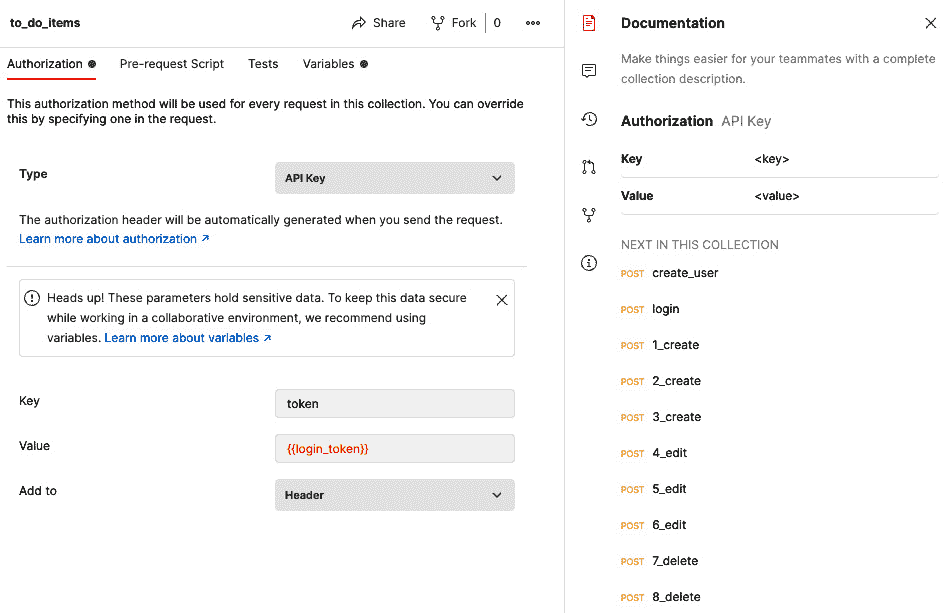 to_do_items
Share
Fork
0
Authorization
Pre-request Script
Tests
Variables
This authorization method will be used for every request in this collection. You can override
this by specifying one in the request.
Type
API Key
The authorization header will be automatically generated when you send the request.
Learn more about authorization ↗
Heads up! These parameters hold sensitive data. To keep this data secure
while working in a collaborative environment, we recommend using
variables. Learn more about variables ↗
Key
token
Value
{{login_token}}
Add to
Header
Documentation
Make things easier for your teammates with a complete
collection description.
Authorization API Key
Key <key>
Value <value>
NEXT IN THIS COLLECTION
POST create_user
POST login
POST 1_create
POST 2_create
POST 3_create
POST 4_edit
POST 5_edit
POST 6_edit
POST 7_delete
POST 8_delete